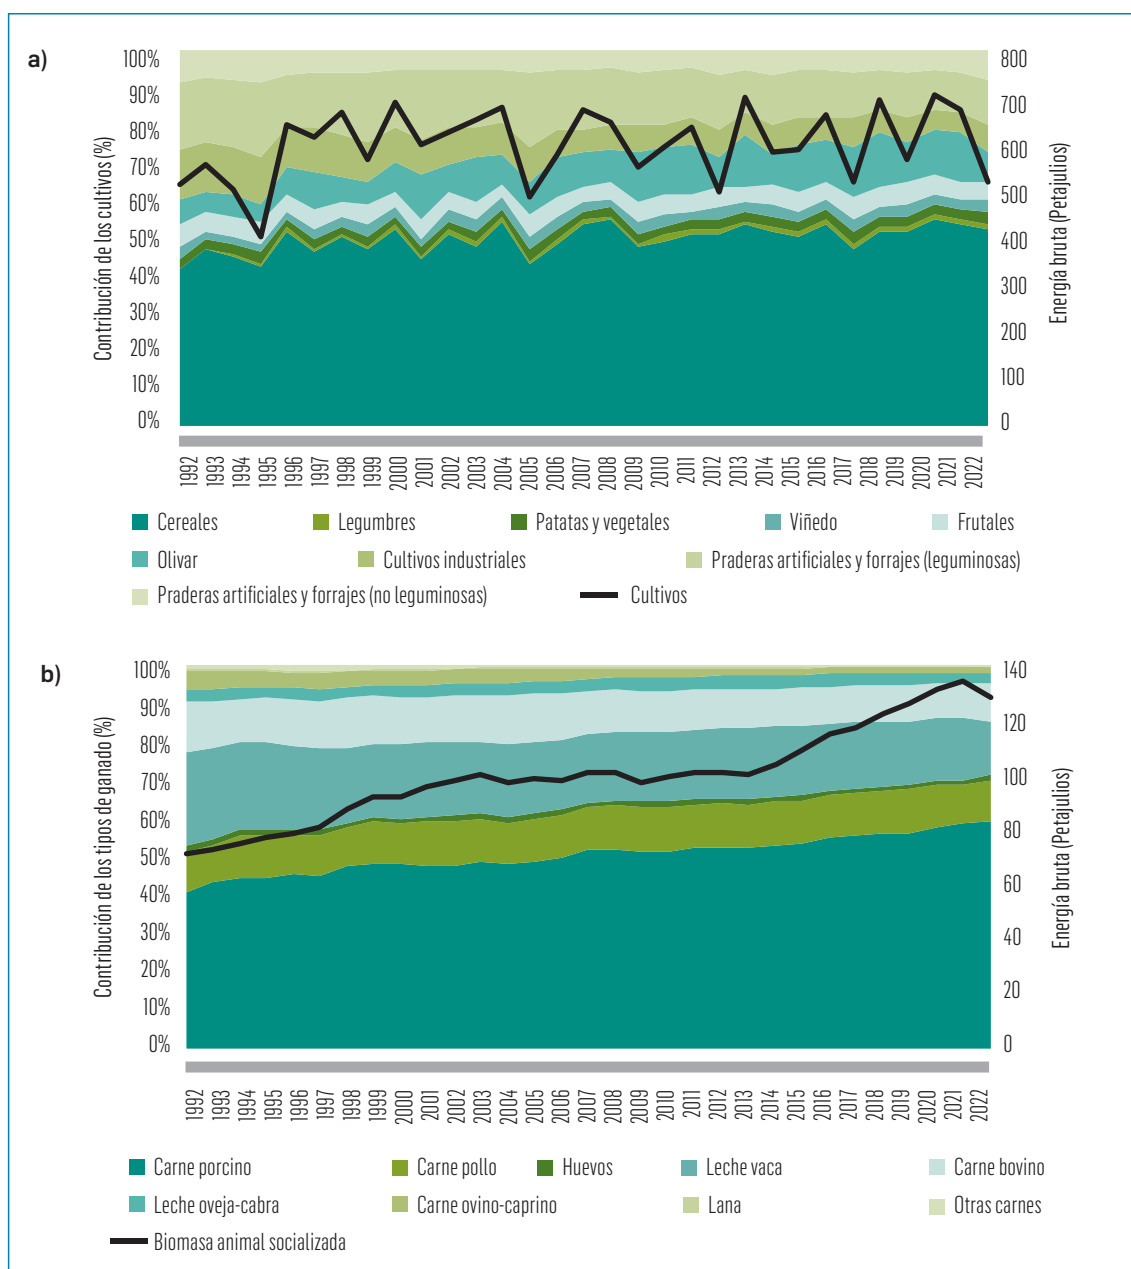 a)
Contribución de los cultivos (%)
100%
90%
80%
70%
60%
50%
40%
30%
20%
10%
0%
800
700
600
500
400
300
200
100
0
Energía bruta (Petajulios)
1992 1993 1994 1995 1996 1997 1998 1999 2000 2001 2002 2003 2004 2005 2006 2007 2008 2009 2010 2011 2012 2013 2014 2015 2016 2017 2018 2019 2020 2021 2022
Cereales Legumbres Patatas y vegetales Viñedo Frutales
Olivar Cultivos industriales Praderas artificiales y forrajes (leguminosas)
Praderas artificiales y forrajes (no leguminosas) Cultivos
b)
Contribución de los tipos de ganado (%)
100%
90%
80%
70%
60%
50%
40%
30%
20%
10%
0%
140
120
100
80
60
40
20
0
Energía bruta (Petajulios)
1992 1993 1994 1995 1996 1997 1998 1999 2000 2001 2002 2003 2004 2005 2006 2007 2008 2009 2010 2011 2012 2013 2014 2015 2016 2017 2018 2019 2020 2021 2022
Carne porcino Carne pollo Huevos Leche vaca Carne bovino
Leche oveja-cabra Carne ovino-caprino Lana Otras carnes
Biomasa animal socializada